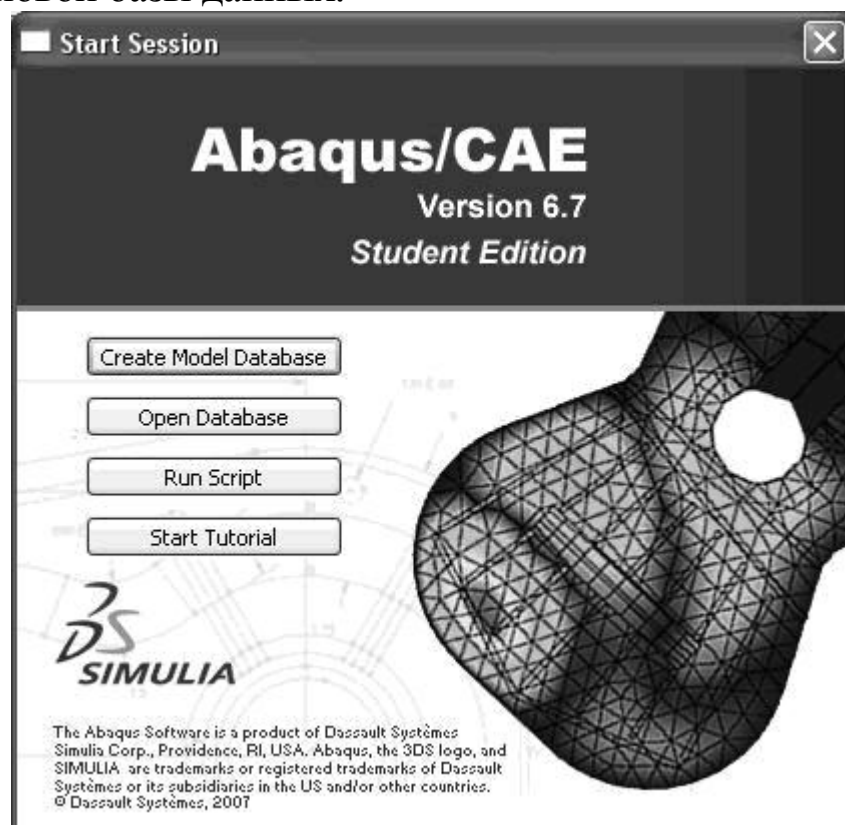 Start Session
Abaqus/CAE
Version 6.7
Student Edition
Create Model Database
Open Database
Run Script
Start Tutorial
SIMULIA
The Abaqus Software is a product of Dassault Systèmes
Simulia Corp., Providence, RI, USA. Abaqus, the 3DS logo, and
SIMULIA are trademarks or registered trademarks of Dassault
Systèmes or its subsidiaries in the US and/or other countries.
© Dassault Systèmes, 2007